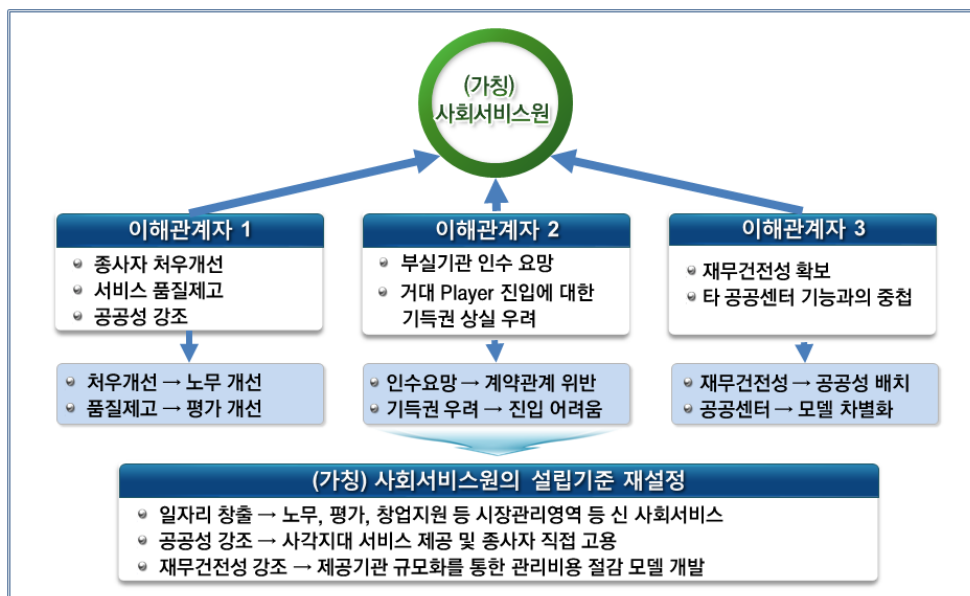 (가칭)
사회서비스원
이해관계자 1
종사자 처우개선
서비스 품질제고
공공성 강조
처우개선 → 노무 개선
품질제고 → 평가 개선
이해관계자 2
부실기관 인수 요망
거대 Player 진입에 대한
기득권 상실 우려
인수요망 → 계약관계 위반
기득권 우려 → 진입 어려움
이해관계자 3
재무건전성 확보
타 공공센터 기능과의 중첩
재무건전성 → 공공성 배치
공공센터 → 모델 차별화
(가칭) 사회서비스원의 설립기준 재설정
일자리 창출 → 노무, 평가, 창업지원 등 시장관리영역 등 신 사회서비스
공공성 강조 → 사각지대 서비스 제공 및 종사자 직접 고용
재무건전성 강조 → 제공기관 규모화를 통한 관리비용 절감 모델 개발